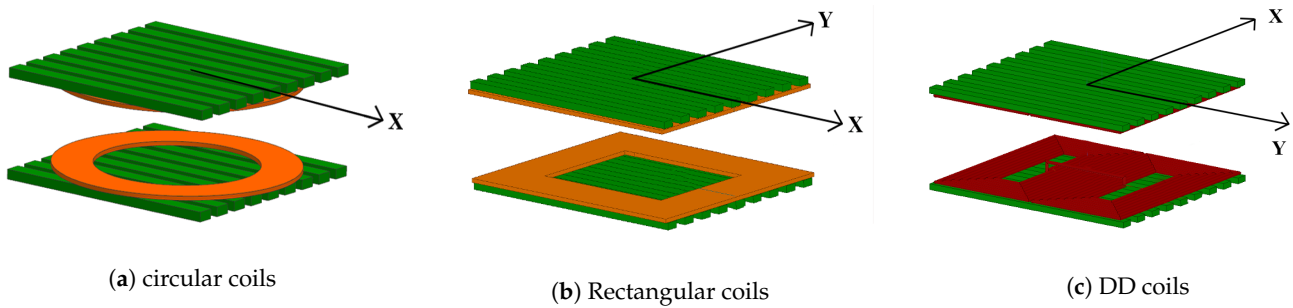 X
(a) circular coils
Y
X
(b) Rectangular coils
X
Y
(c) DD coils